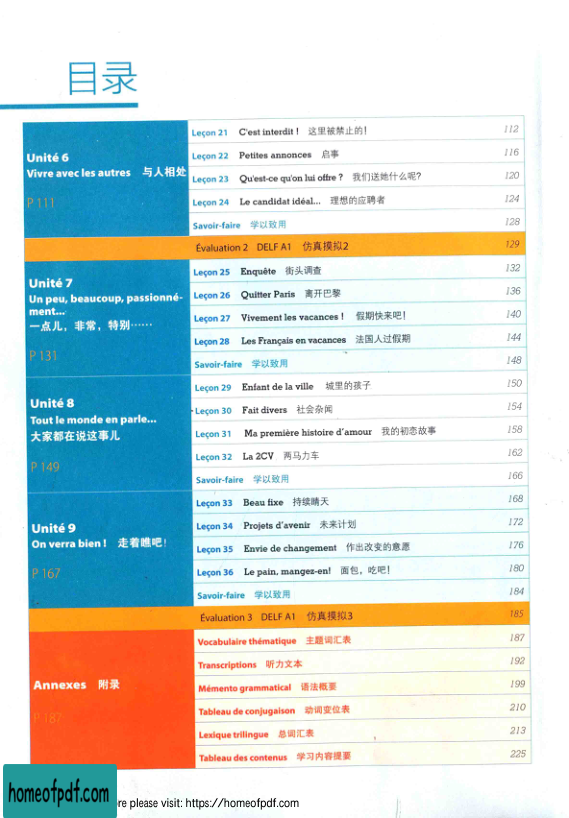 目录
Unité 6
Vivre avec les autres 与人相处
P 111
Leçon 21 C'est interdit ! 这里被禁止的! 112
Leçon 22 Petites annonces 启事 116
Leçon 23 Qu'est-ce qu'on lui offre ? 我们送她什么呢? 120
Leçon 24 Le candidat idéal... 理想的应聘者 124
Savoir-faire 学以致用 128
Évaluation 2 DELF A1 仿真摸拟2 129
Unité 7
Un peu, beaucoup, passionné-
ment...
一点儿，非常，特别……
P 131
Leçon 25 Enquête 街头调查 132
Leçon 26 Quitter Paris 离开巴黎 136
Leçon 27 Vivement les vacances ! 假期快来吧! 140
Leçon 28 Les Français en vacances 法国人过假期 144
Savoir-faire 学以致用 148
Unité 8
Tout le monde en parle...
大家都在说这事儿
P 149
Leçon 29 Enfant de la ville 城里的孩子 150
Leçon 30 Fait divers 社会杂闻 154
Leçon 31 Ma première histoire d'amour 我的初恋故事 158
Leçon 32 La 2CV 两马力车 162
Savoir-faire 学以致用 166
Unité 9
On verra bien ! 走着瞧吧!
P 167
Leçon 33 Beau fixe 持续晴天 168
Leçon 34 Projets d'avenir 未来计划 172
Leçon 35 Envie de changement 作出改变的意愿 176
Leçon 36 Le pain, mangez-en! 面包，吃吧! 180
Savoir-faire 学以致用 184
Évaluation 3 DELF A1 仿真摸拟3 185
Annexes 附录
P 187
Vocabulaire thématique 主题词汇表 187
Transcriptions 听力文本 192
Mémento grammatical 语法概要 199
Tableau de conjugaison 动词变位表 210
Lexique trilingue 总词汇表 213
Tableau des contenus 学习内容提要 225
homeofpdf.com
re please visit: https://homeofpdf.com